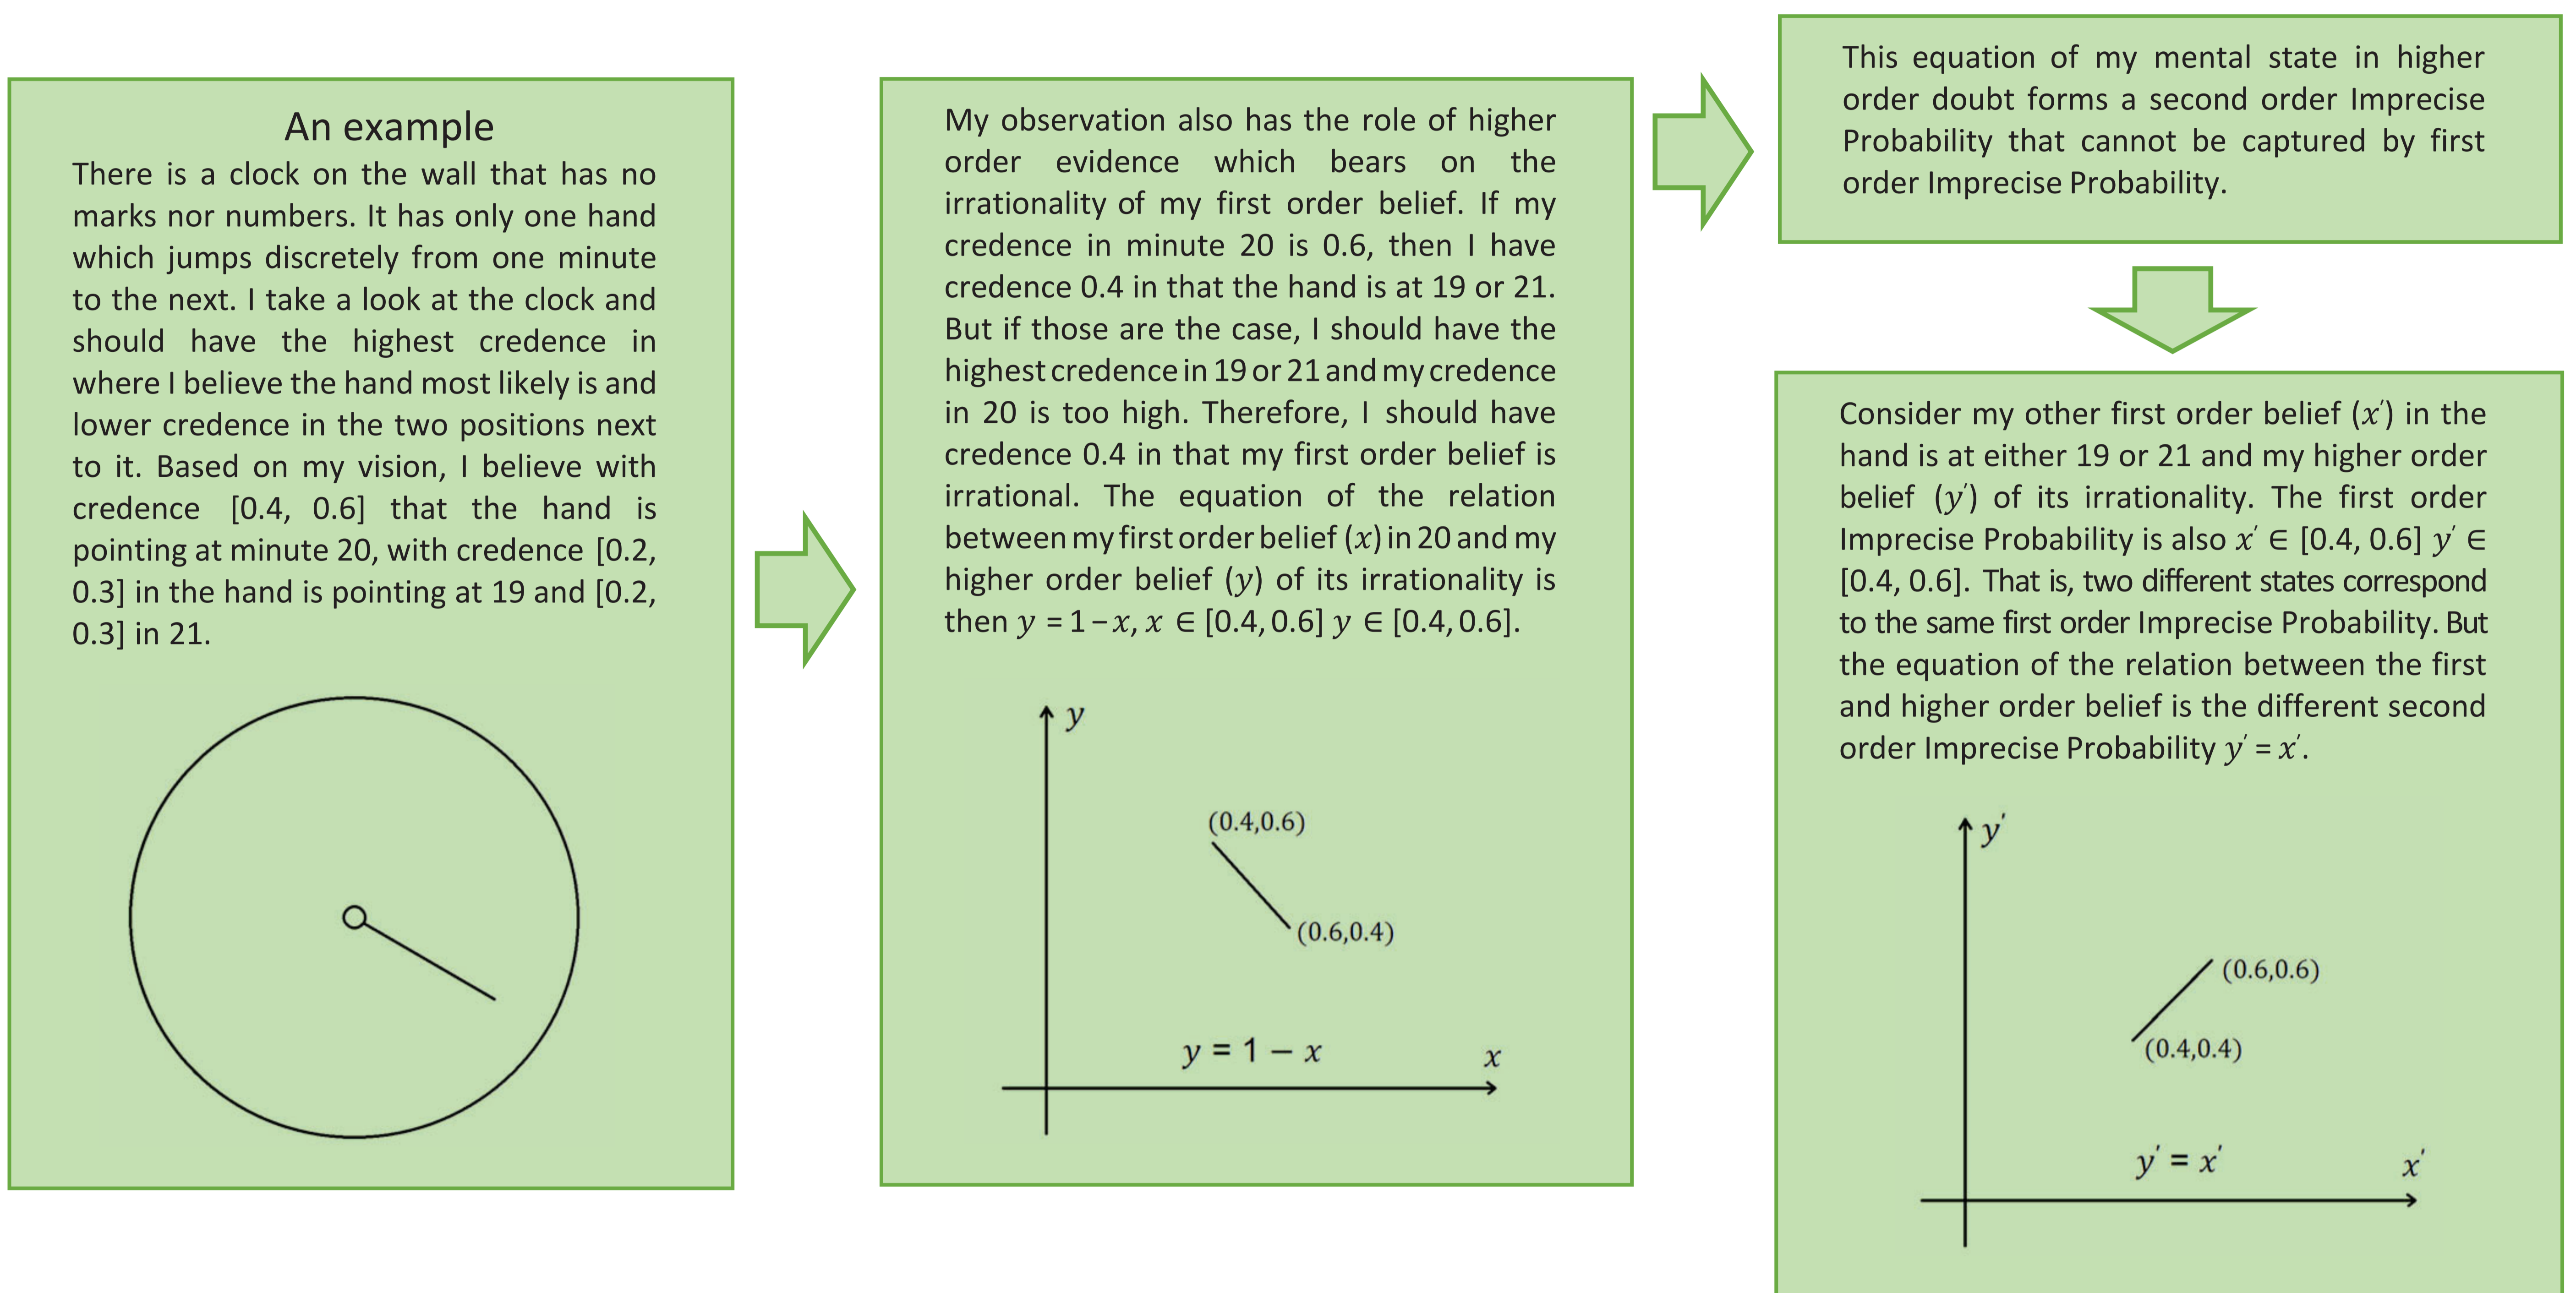 An example
There is a clock on the wall that has no
marks nor numbers. It has only one hand
which jumps discretely from one minute
to the next. I take a look at the clock and
should have the highest credence in
where I believe the hand most likely is and
lower credence in the two positions next
to it. Based on my vision, I believe with
credence [0.4, 0.6] that the hand is
pointing at minute 20, with credence [0.2,
0.3] in the hand is pointing at 19 and [0.2,
0.3] in 21.
My observation also has the role of higher
order evidence which bears on the
irrationality of my first order belief. If my
credence in minute 20 is 0.6, then I have
credence 0.4 in that the hand is at 19 or 21.
But if those are the case, I should have the
highest credence in 19 or 21 and my credence
in 20 is too high. Therefore, I should have
credence 0.4 in that my first order belief is
irrational. The equation of the relation
between my first order belief (x) in 20 and my
higher order belief (y) of its irrationality is
then y = 1 − x, x ∈ [0.4, 0.6] y ∈ [0.4, 0.6].
y
(0.4,0.6)
(0.6,0.4)
y = 1 − x
x
This equation of my mental state in higher
order doubt forms a second order Imprecise
Probability that cannot be captured by first
order Imprecise Probability.
Consider my other first order belief (x′) in the
hand is at either 19 or 21 and my higher order
belief (y′) of its irrationality. The first order
Imprecise Probability is also x′ ∈ [0.4, 0.6] y′ ∈
[0.4, 0.6]. That is, two different states correspond
to the same first order Imprecise Probability. But
the equation of the relation between the first
and higher order belief is the different second
order Imprecise Probability y′ = x′.
y′
(0.6,0.6)
(0.4,0.4)
y′ = x′
x′